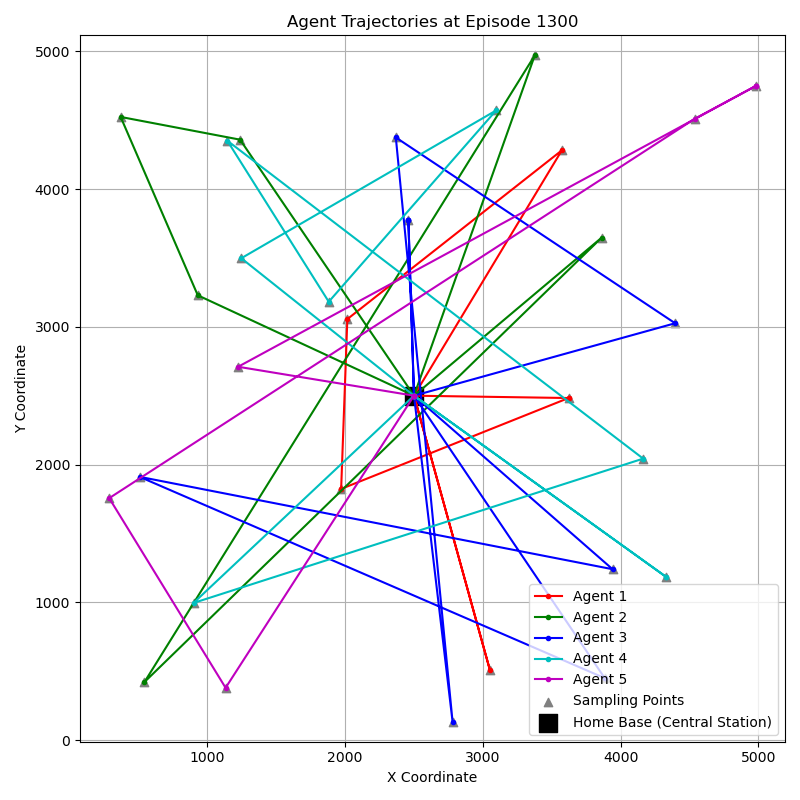 Agent Trajectories at Episode 1300
Y Coordinate
5000
4000
3000
2000
1000
0
1000
2000
3000
4000
5000
X Coordinate
Agent 1
Agent 2
Agent 3
Agent 4
Agent 5
Sampling Points
Home Base (Central Station)